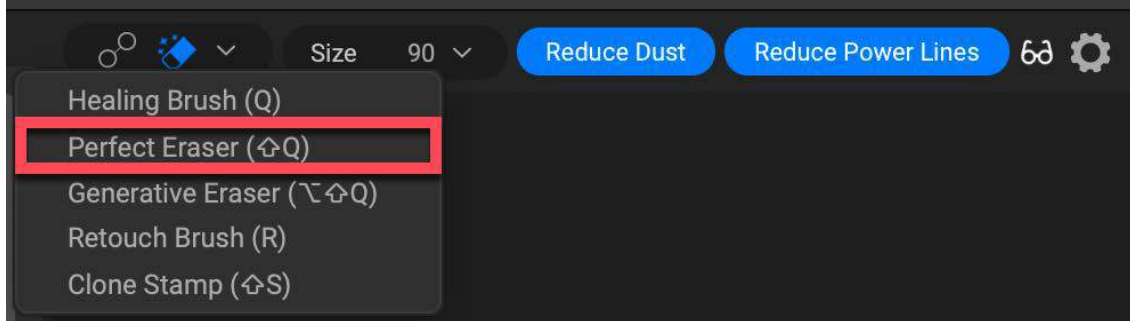 Size 90 Reduce Dust Reduce Power Lines
Healing Brush (Q)
Perfect Eraser (⇧Q)
Generative Eraser (⌥⇧Q)
Retouch Brush (R)
Clone Stamp (⇧S)